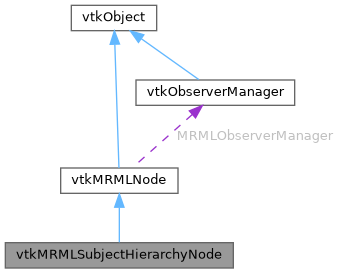 vtkObject
vtkObserverManager
MRMLObserverManager
vtkMRMLNode
vtkMRMLSubjectHierarchyNode